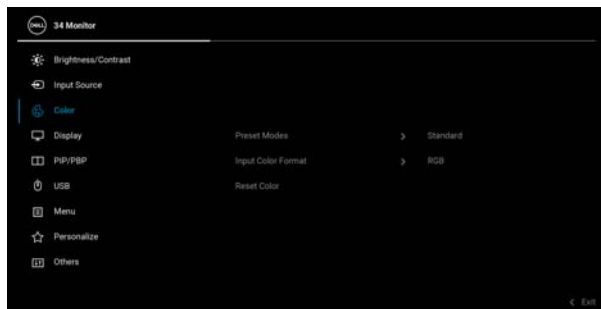 DELL 34 Monitor
Brightness/Contrast
Input Source
Color
Display Preset Modes > Standard
PIP/PBP Input Color Format > RGB
USB Reset Color
Menu
Personalize
Others
< Exit